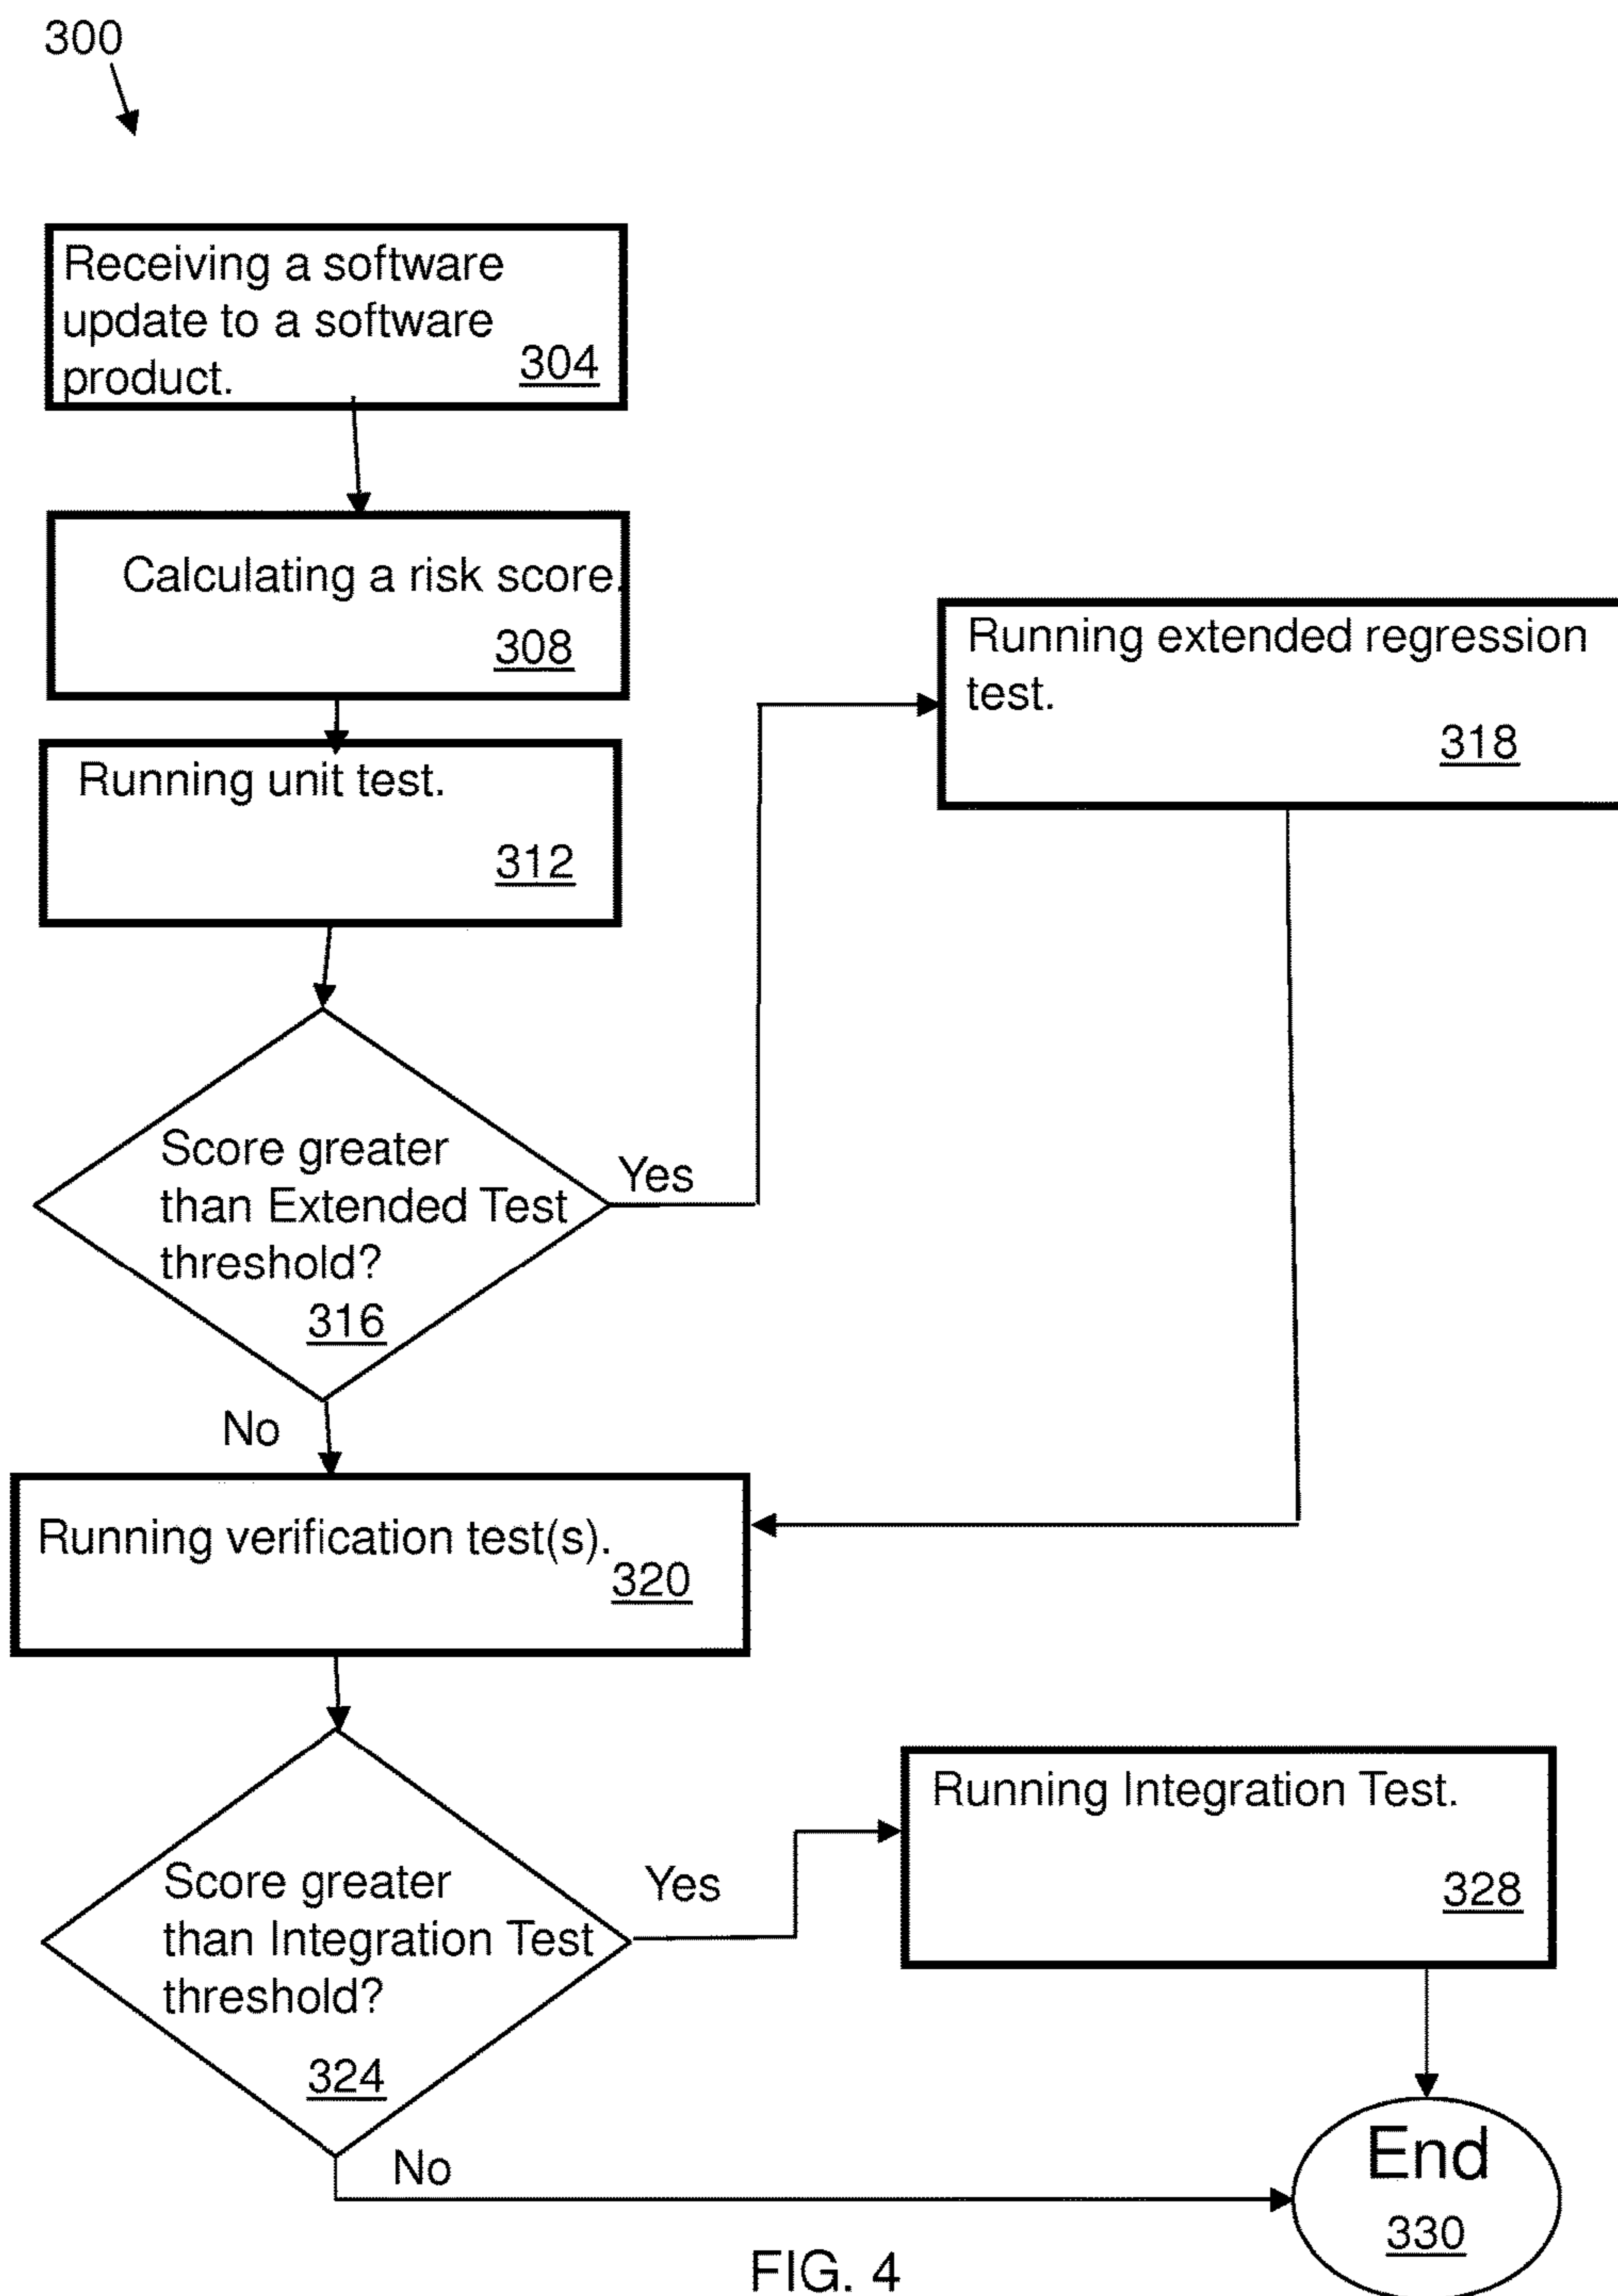 300
Receiving a software
update to a software
product.
304
Calculating a risk score.
308
Running extended regression
test.
318
Running unit test.
312
Score greater
than Extended Test
threshold?
316
Yes
No
Running verification test(s).
320
Score greater
than Integration Test
threshold?
324
Yes
Running Integration Test.
328
No
End
330
FIG. 4